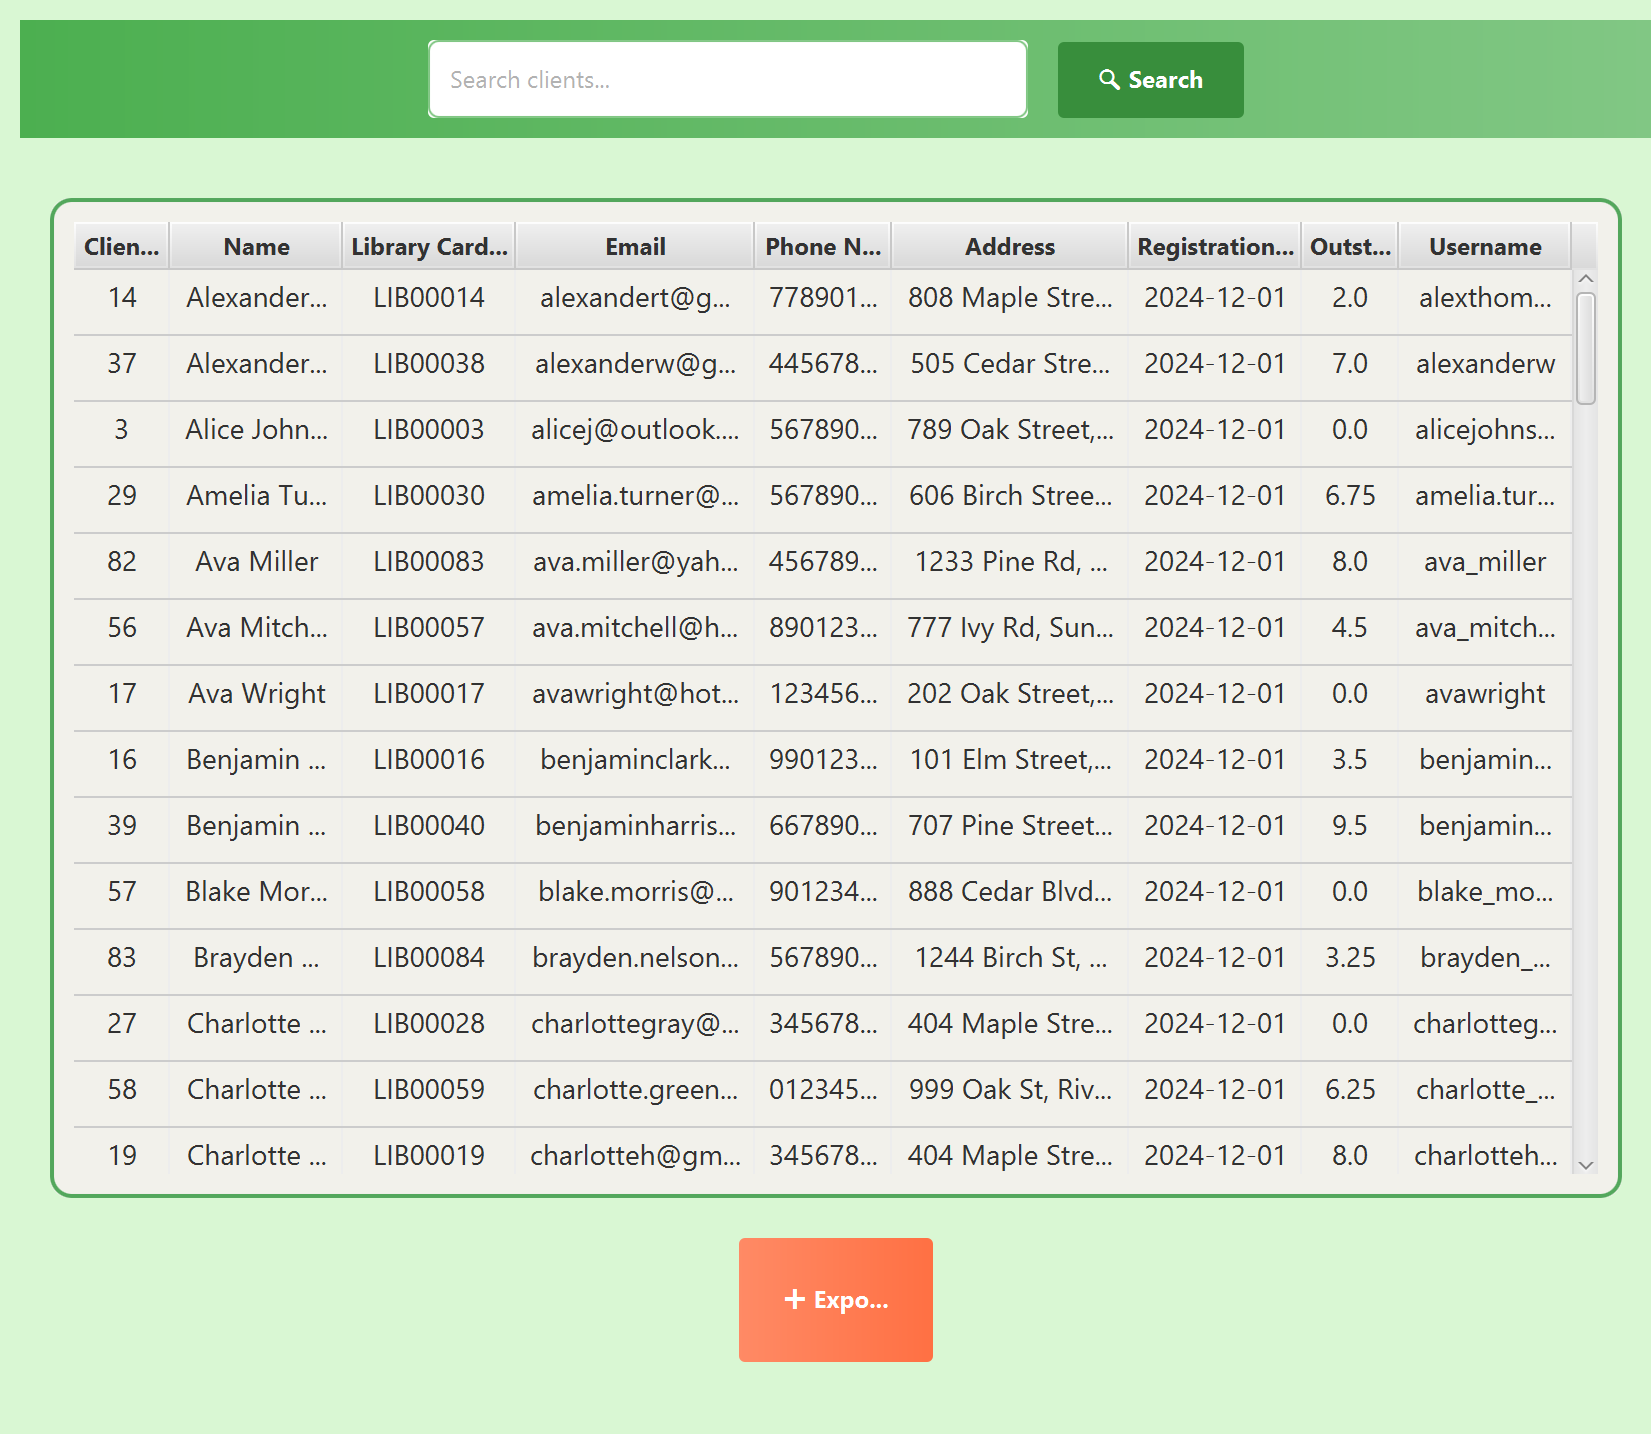 Search clients...
Search
Clien... Name Library Card... Email Phone N... Address Registration... Outst... Username
14 Alexander... LIB00014 alexandert@g... 778901... 808 Maple Stre... 2024-12-01 2.0 alexthom...
37 Alexander... LIB00038 alexanderw@g... 445678... 505 Cedar Stre... 2024-12-01 7.0 alexanderw
3 Alice John... LIB00003 alicej@outlook.... 567890... 789 Oak Street,... 2024-12-01 0.0 alicejohns...
29 Amelia Tu... LIB00030 amelia.turner@... 567890... 606 Birch Stree... 2024-12-01 6.75 amelia.tur...
82 Ava Miller LIB00083 ava.miller@yah... 456789... 1233 Pine Rd, ... 2024-12-01 8.0 ava_miller
56 Ava Mitch... LIB00057 ava.mitchell@h... 890123... 777 Ivy Rd, Sun... 2024-12-01 4.5 ava_mitch...
17 Ava Wright LIB00017 avawright@hot... 123456... 202 Oak Street,... 2024-12-01 0.0 avawright
16 Benjamin ... LIB00016 benjaminclark... 990123... 101 Elm Street,... 2024-12-01 3.5 benjamin...
39 Benjamin ... LIB00040 benjaminharris... 667890... 707 Pine Street... 2024-12-01 9.5 benjamin...
57 Blake Mor... LIB00058 blake.morris@... 901234... 888 Cedar Blvd... 2024-12-01 0.0 blake_mo...
83 Brayden ... LIB00084 brayden.nelson... 567890... 1244 Birch St, ... 2024-12-01 3.25 brayden_...
27 Charlotte ... LIB00028 charlottegray@... 345678... 404 Maple Stre... 2024-12-01 0.0 charlotteg...
58 Charlotte ... LIB00059 charlotte.green... 012345... 999 Oak St, Riv... 2024-12-01 6.25 charlotte_...
19 Charlotte ... LIB00019 charlotteh@gm... 345678... 404 Maple Stre... 2024-12-01 8.0 charlotteh...
+ Expo...